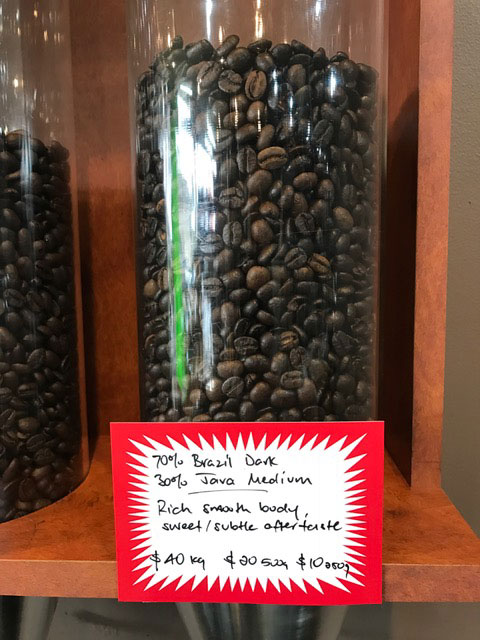 70% Brazil Dark
30% Java Medium
Rich smooth body,
sweet/subtle aftertaste
$40 kg $20 500g $10 250g